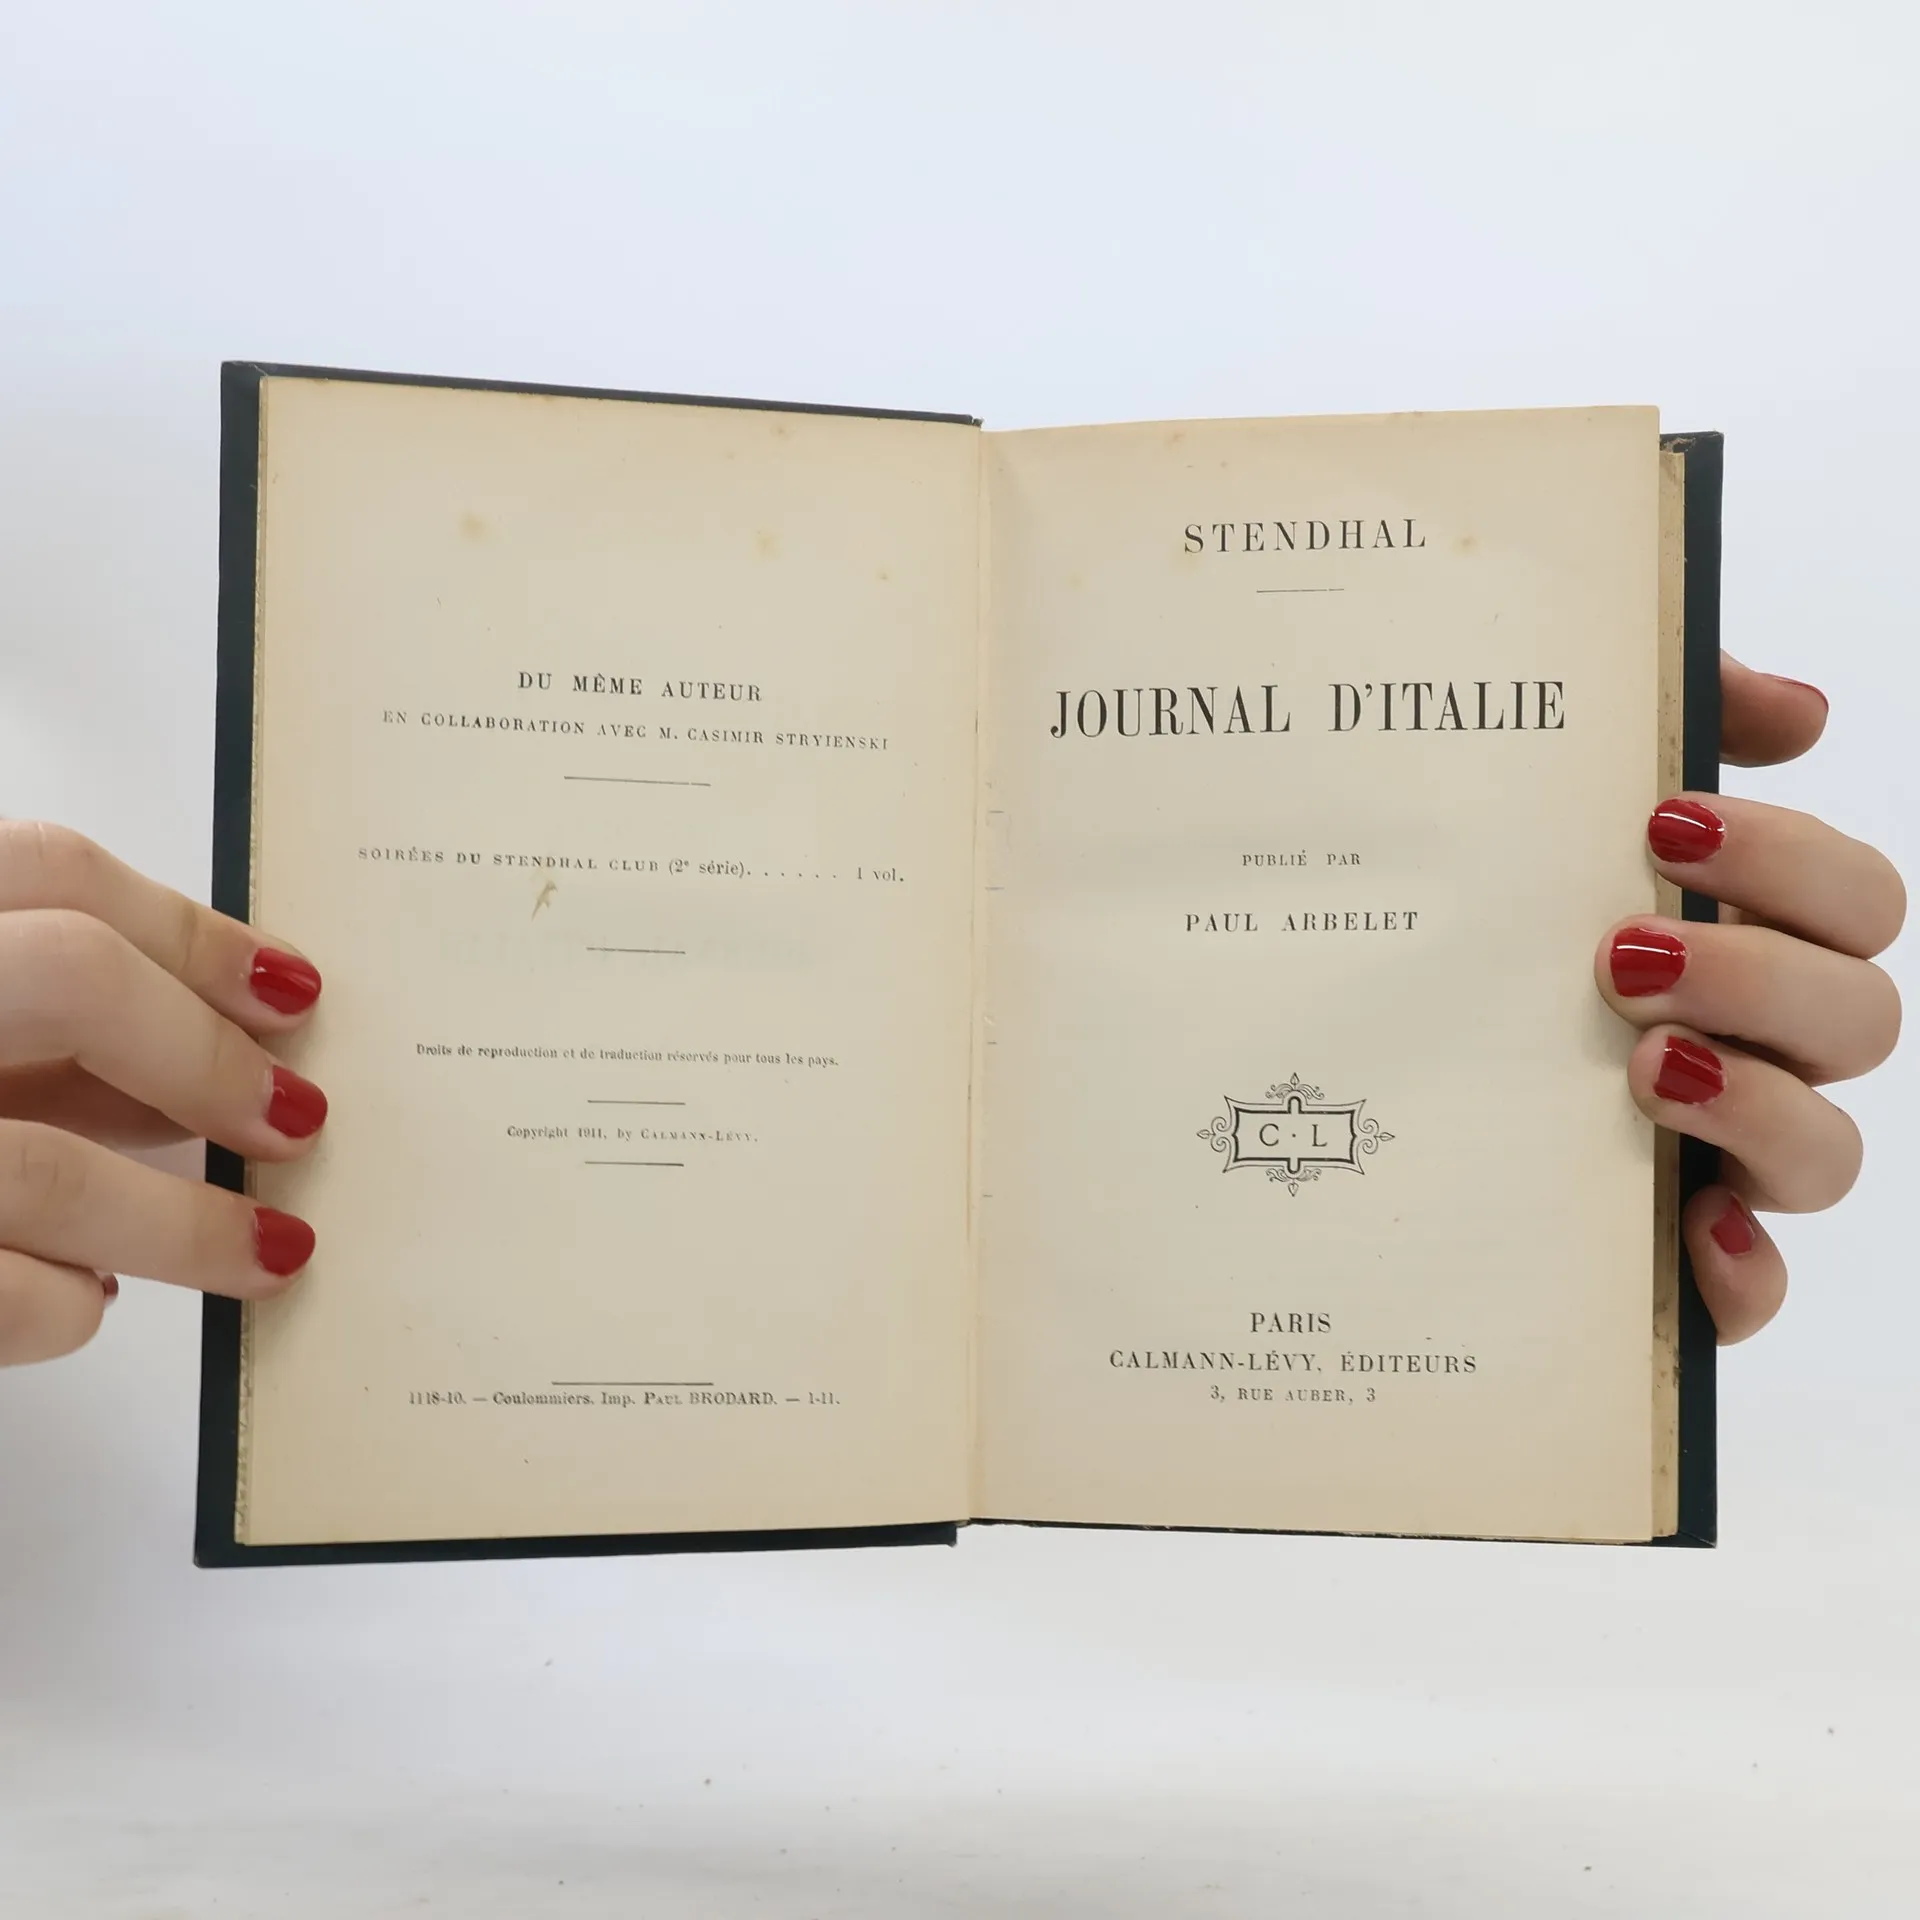 DU MÊME AUTEUR
EN COLLABORATION AVEC M. CASIMIR STRYIENSKI
SOIRÉES DU STENDHAL CLUB (2e série). . . . . . 1 vol.
Droits de reproduction et de traduction réservés pour tous les pays.
Copyright 1911, by CALMANN-LÉVY.
1118-10. — Coulommiers. Imp. PAUL BRODARD. — 1-11.
STENDHAL
JOURNAL D'ITALIE
PUBLIÉ PAR
PAUL ARBELET
C · L
PARIS
CALMANN-LÉVY, ÉDITEURS
3, RUE AUBER, 3